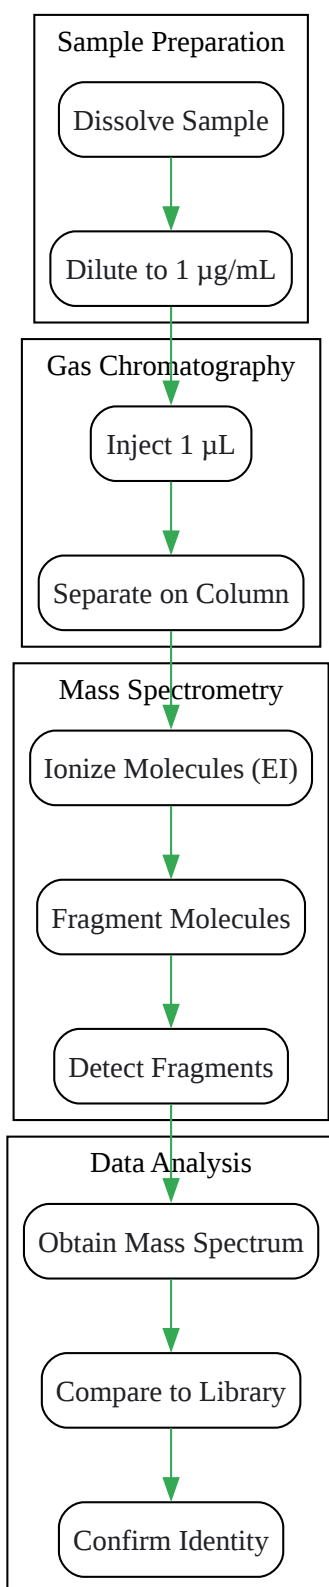 Sample Preparation
Dissolve Sample
Dilute to 1 µg/mL
Gas Chromatography
Inject 1 µL
Separate on Column
Mass Spectrometry
Ionize Molecules (EI)
Fragment Molecules
Detect Fragments
Data Analysis
Obtain Mass Spectrum
Compare to Library
Confirm Identity